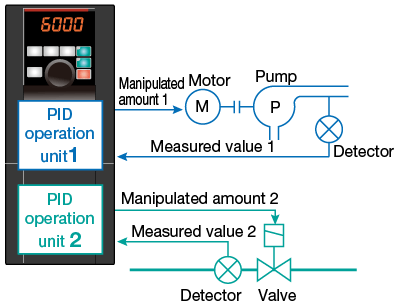 6000
Manipulated
amount 1
Motor
Pump
M
P
PID
operation
unit1
Measured value 1
Detector
PID
operation
unit 2
Manipulated amount 2
Measured value 2
Detector
Valve